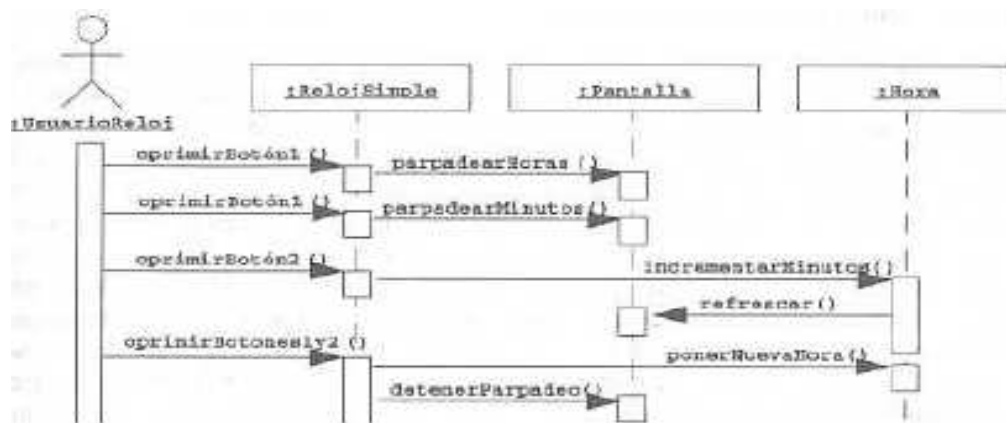 :RelojSimple
:Pantalla
:Hora
:UsuarioReloj
oprimirBotón1()
parpadearHoras()
oprimirBotón1()
parpadearMinutos()
oprimirBotón2()
incrementarMinutos()
refrescar()
oprimirBotones1y2()
ponerNuevaHora()
detenerParpadeo()